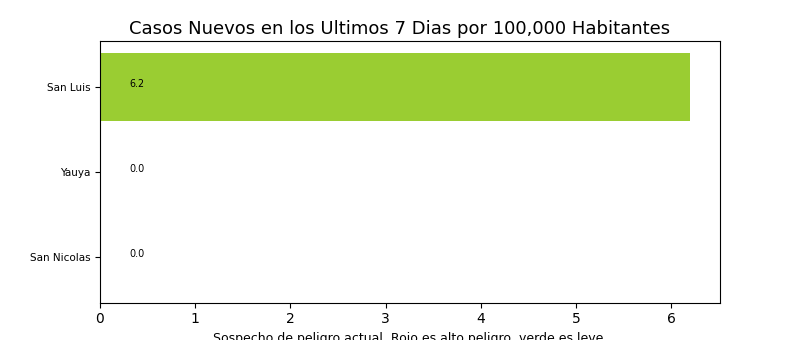 Casos Nuevos en los Ultimos 7 Dias por 100,000 Habitantes
San Luis
6.2
Yauya
0.0
San Nicolas
0.0
0 1 2 3 4 5 6
Sospecho de peligro actual. Rojo es alto peligro, verde es leve